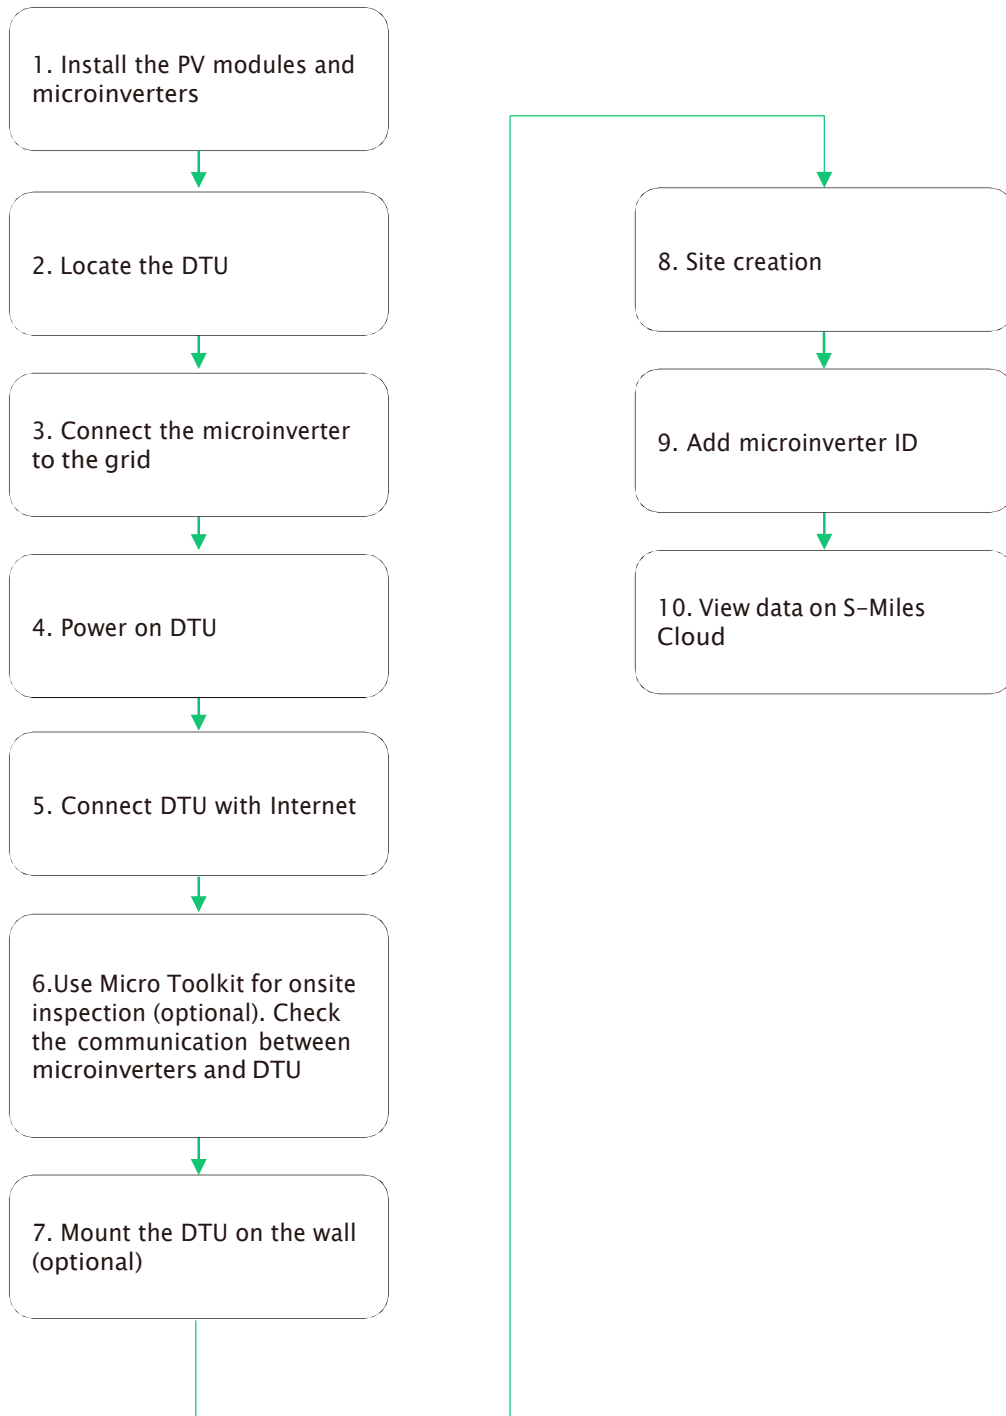 1. Install the PV modules and
microinverters
2. Locate the DTU
3. Connect the microinverter
to the grid
4. Power on DTU
5. Connect DTU with Internet
6.Use Micro Toolkit for onsite
inspection (optional). Check
the communication between
microinverters and DTU
7. Mount the DTU on the wall
(optional)
8. Site creation
9. Add microinverter ID
10. View data on S-Miles
Cloud